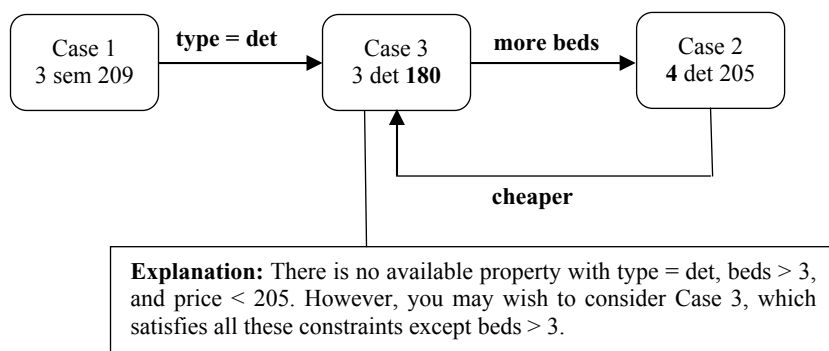 Case 1
3 sem 209
type = det
Case 3
3 det 180
more beds
Case 2
4 det 205
cheaper
Explanation: There is no available property with type = det, beds > 3,
and price < 205. However, you may wish to consider Case 3, which
satisfies all these constraints except beds > 3.